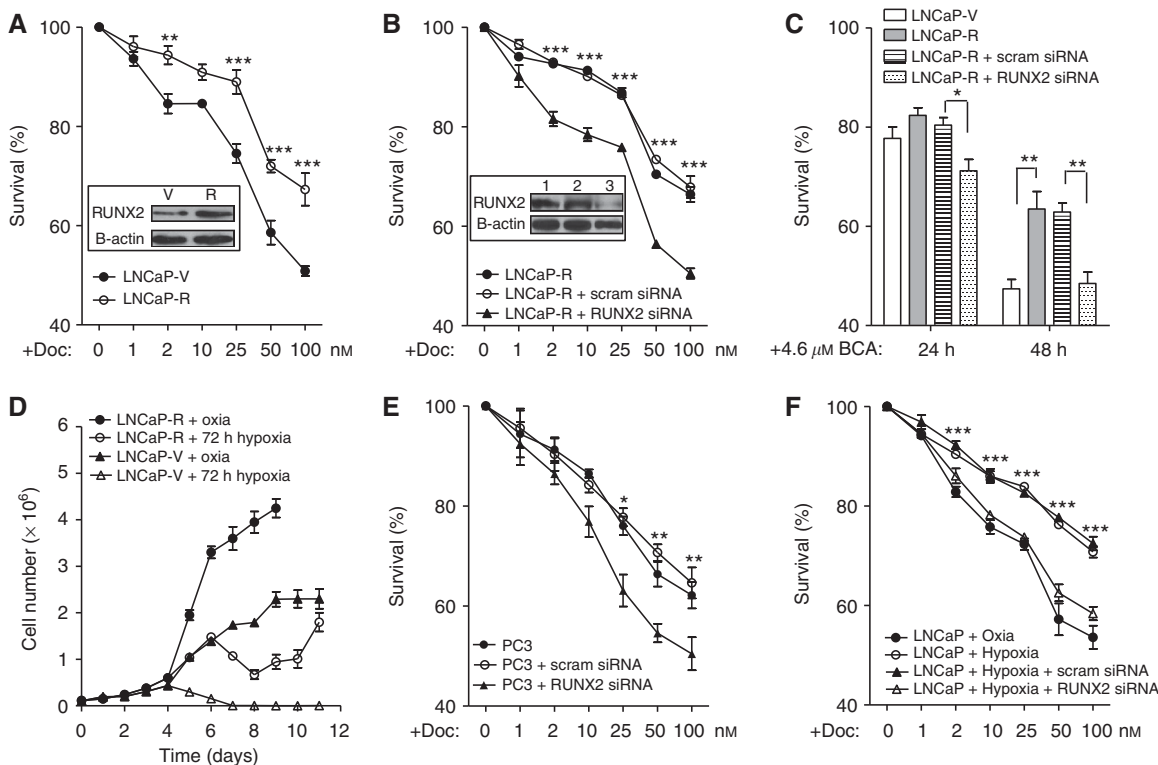 A
100
80
60
40
Survival (%)
**
***
***
***
V R
RUNX2
B-actin
LNCaP-V
LNCaP-R
+Doc: 0 1 2 10 25 50 100 nM
B
100
80
60
40
Survival (%)
***
***
***
***
***
1 2 3
RUNX2
B-actin
LNCaP-R
LNCaP-R + scram siRNA
LNCaP-R + RUNX2 siRNA
+Doc: 0 1 2 10 25 50 100 nM
C
LNCaP-V
LNCaP-R
LNCaP-R + scram siRNA
LNCaP-R + RUNX2 siRNA
100
80
60
40
Survival (%)
*
**
**
+4.6 μM BCA: 24 h 48 h
D
LNCaP-R + oxia
LNCaP-R + 72 h hypoxia
LNCaP-V + oxia
LNCaP-V + 72 h hypoxia
6
5
4
3
2
1
0
Cell number (× 10⁶)
0 2 4 6 8 10 12
Time (days)
E
100
80
60
40
Survival (%)
*
**
**
PC3
PC3 + scram siRNA
PC3 + RUNX2 siRNA
+Doc: 0 1 2 10 25 50 100 nM
F
100
80
60
40
Survival (%)
***
***
***
***
***
LNCaP + Oxia
LNCaP + Hypoxia
LNCaP + Hypoxia + scram siRNA
LNCaP + Hypoxia + RUNX2 siRNA
+Doc: 0 1 2 10 25 50 100 nM